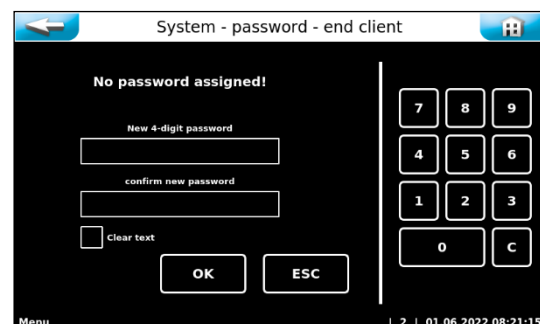 System - password - end client
No password assigned!
New 4-digit password
confirm new password
Clear text
OK ESC
7 8 9
4 5 6
1 2 3
0 C
Menu | 2 | 01.06.2022 08:21:15